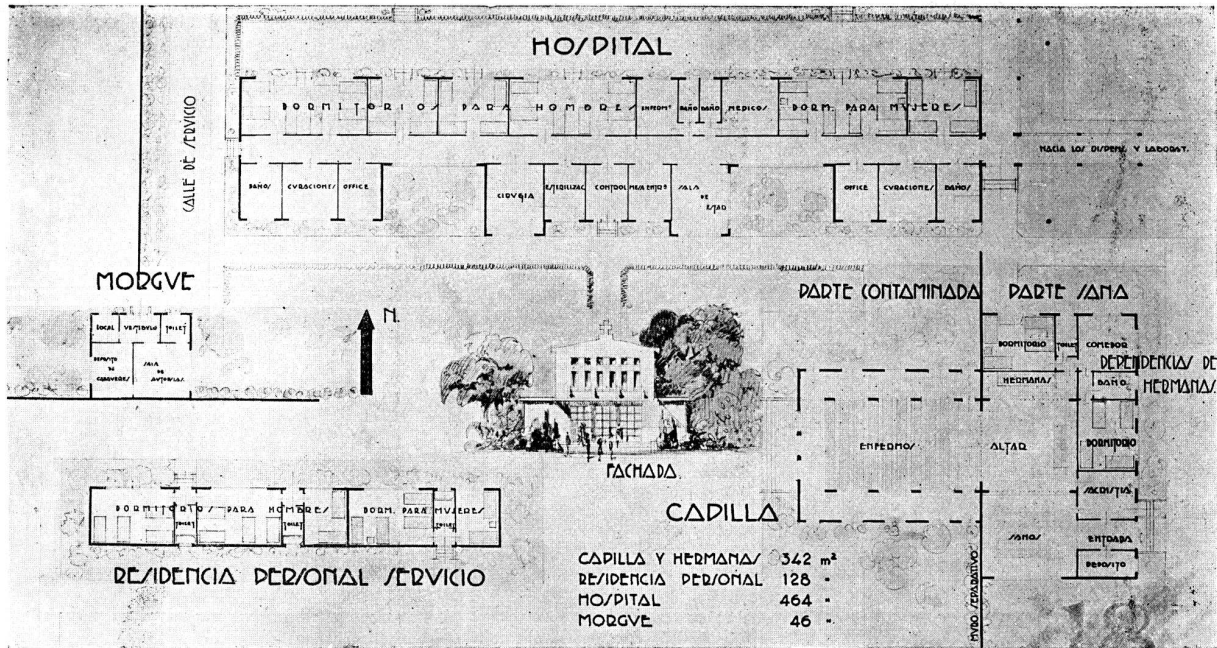 HOSPITAL
DORMITORIOS PARA HOMBRES
ENFERMº
BAÑO
BAÑO
MEDICOS
DORM. PARA MUJERES
CALLE DE SERVICIO
HACIA LOS DISPENS. Y LABORAT.
BAÑOS
CURACIONES
OFFICE
CIRUGIA
ESTERILIZAC
CONTROL
SALA DE ESTAR
OFFICE
CURACIONES
BAÑOS
MORGVE
LOCAL
VESTIBULO
TOILET
DEPOSITO DE CADAVERES
SALA DE AUTOPSIAS
N.
PARTE CONTAMINADA
PARTE SANA
DORMITORIO
TOILET
COMEDOR
DEPENDENCIAS DE HERMANAS
HERMANAS
BAÑO
ENFERMOS
ALTAR
DORMITORIO
SACRISTIA
SANOS
ENTRADA
DEPOSITO
MURO SEPARATIVO
FACHADA.
CAPILLA
DORMITORIOS PARA HOMBRES
DORM. PARA MUJERES
TOILET
TOILET
TOILET
RESIDENCIA PERSONAL SERVICIO
CAPILLA Y HERMANAS 342 m²
RESIDENCIA PERSONAL 128 "
HOSPITAL 464 "
MORGVE 46 "